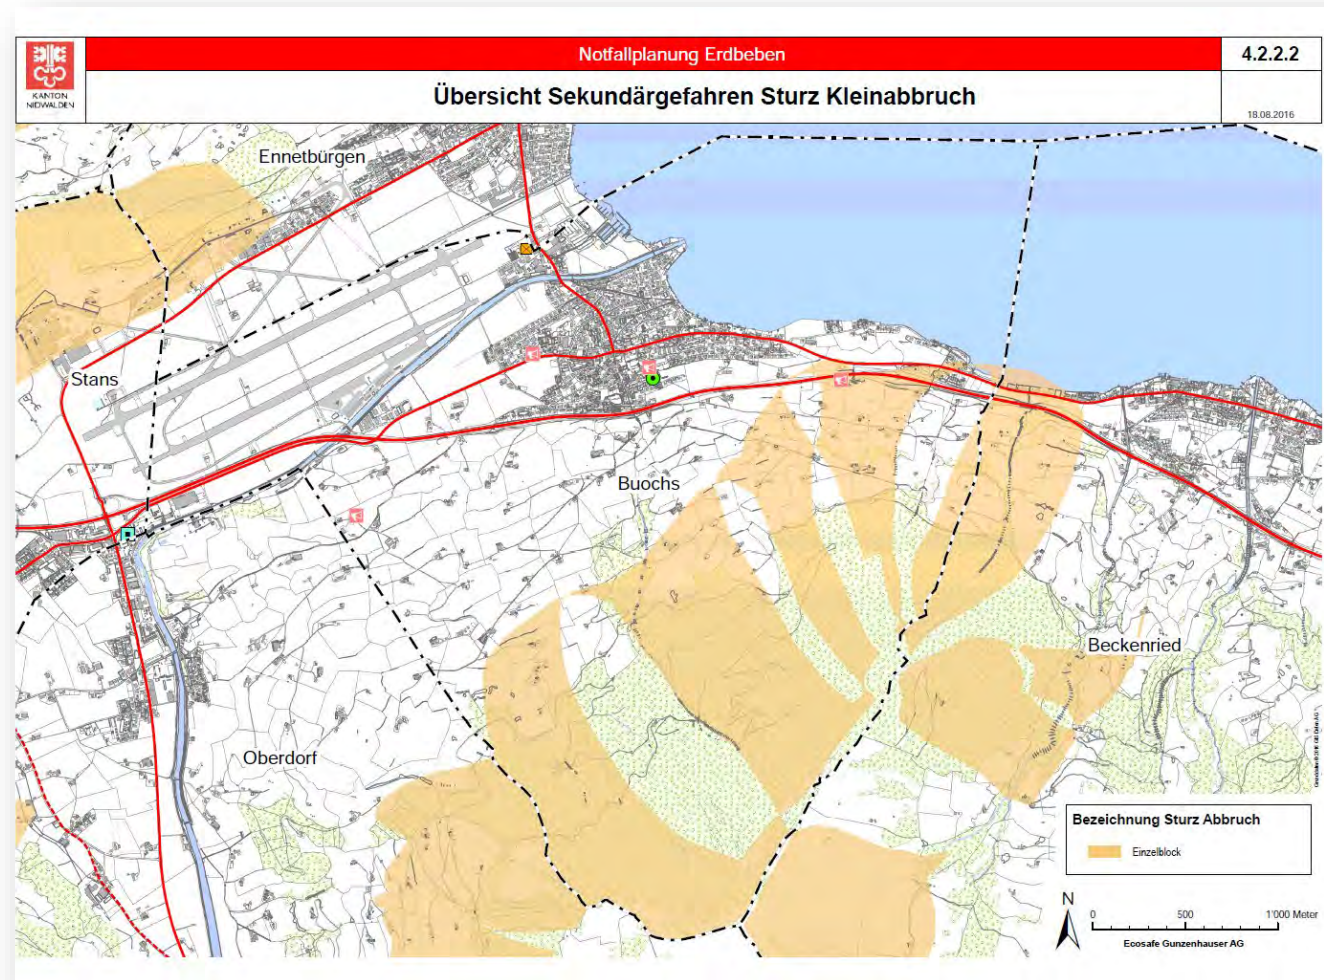 Notfallplanung Erdbeben
4.2.2.2
KANTON
NIDWALDEN
Übersicht Sekundärgefahren Sturz Kleinabbruch
18.08.2016
Ennetbürgen
Stans
Buochs
Beckenried
Oberdorf
Bezeichnung Sturz Abbruch
Einzelblock
N
0 500 1'000 Meter
Ecosafe Gunzenhauser AG